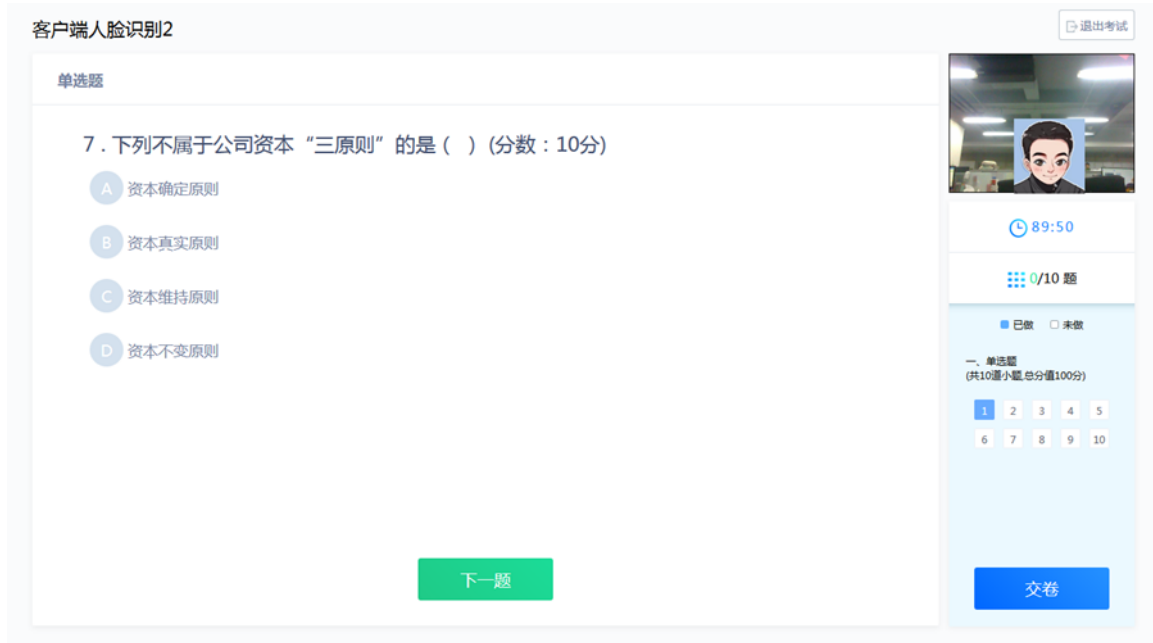 客户端人脸识别2
退出考试
单选题
7 . 下列不属于公司资本“三原则”的是 (   ) (分数 : 10分)
A 资本确定原则
B 资本真实原则
C 资本维持原则
D 资本不变原则
下一题
89:50
0/10 题
已做 未做
一、单选题
(共10道小题,总分值100分)
1 2 3 4 5
6 7 8 9 10
交卷